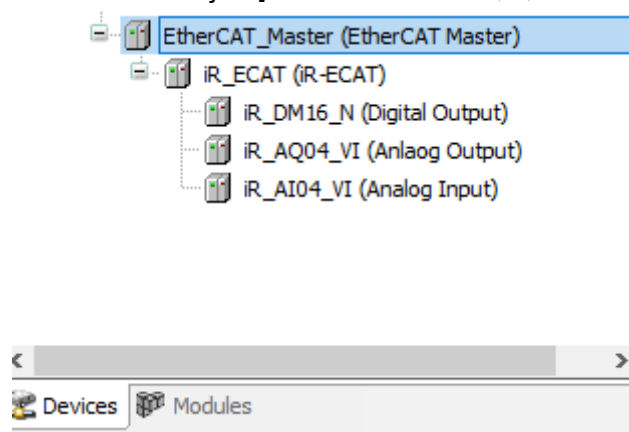 EtherCAT_Master (EtherCAT Master)
iR_ECAT (iR-ECAT)
iR_DM16_N (Digital Output)
iR_AQ04_VI (Anlaog Output)
iR_AI04_VI (Analog Input)
Devices Modules